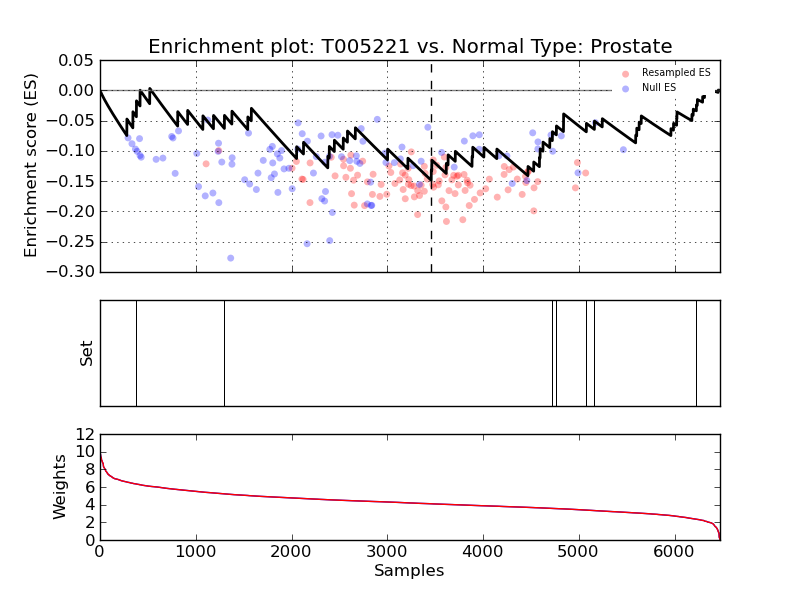 Enrichment plot: T005221 vs. Normal Type: Prostate
Enrichment score (ES)
0.05
0.00
−0.05
−0.10
−0.15
−0.20
−0.25
−0.30
Resampled ES
Null ES
Set
Weights
12
10
8
6
4
2
0
0 1000 2000 3000 4000 5000 6000
Samples